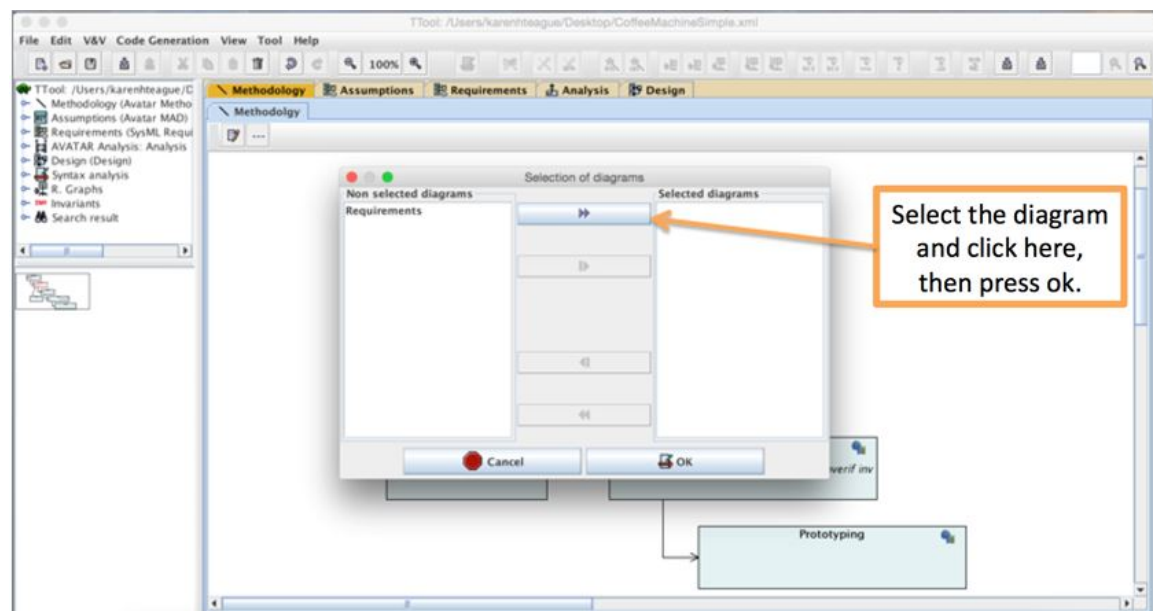 TTool: /Users/karenhteague/Desktop/CoffeeMachineSimple.xml
File Edit V&V Code Generation View Tool Help
100%
TTool: /Users/karenhteague/C
Methodology (Avatar Metho
Assumptions (Avatar MAD)
Requirements (SysML Requi
AVATAR Analysis: Analysis
Design (Design)
Syntax analysis
R. Graphs
Invariants
Search result
Methodology Assumptions Requirements Analysis Design
Methodolgy
Selection of diagrams
Non selected diagrams
Requirements
Selected diagrams
Cancel
OK
Select the diagram
and click here,
then press ok.
overif inv
Prototyping